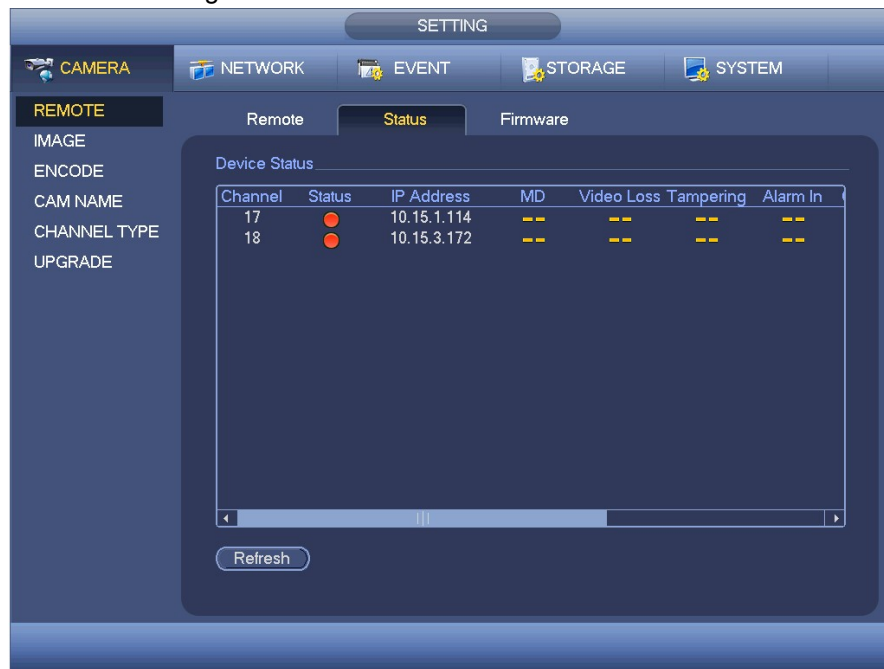 SETTING
CAMERA NETWORK EVENT STORAGE SYSTEM
REMOTE
IMAGE
ENCODE
CAM NAME
CHANNEL TYPE
UPGRADE
Remote Status Firmware
Device Status
Channel Status IP Address MD Video Loss Tampering Alarm In
17 10.15.1.114 -- -- -- --
18 10.15.3.172 -- -- -- --
Refresh